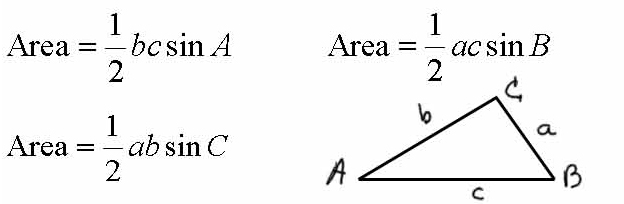 Area = 1/2 bc sin A
Area = 1/2 ac sin B
Area = 1/2 ab sin C
C
b
a
A
B
c